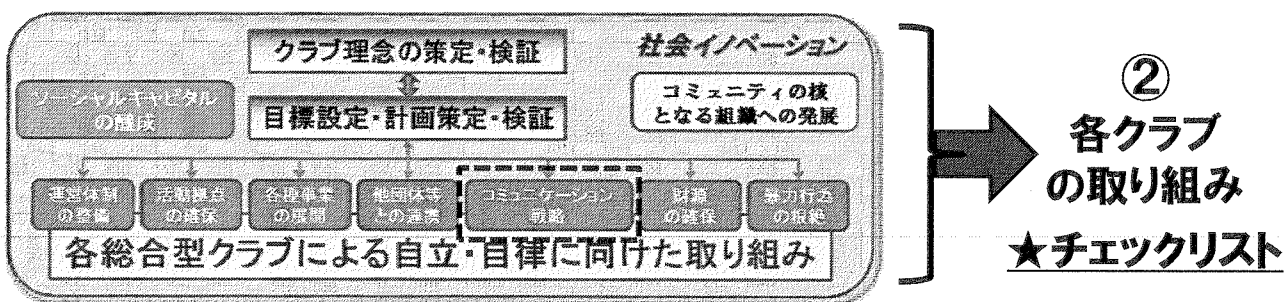 クラブ理念の策定・検証
社会イノベーション
ソーシャルキャピタル
の醸成
目標設定・計画策定・検証
コミュニティの核
となる組織への発展
運営体制
の整備
活動拠点
の確保
各種事業
の展開
他団体等
との連携
コミュニケーション
戦略
財源
の確保
暴力行為
の根絶
各総合型クラブによる自立・自律に向けた取り組み
②
各クラブ
の取り組み
★チェックリスト